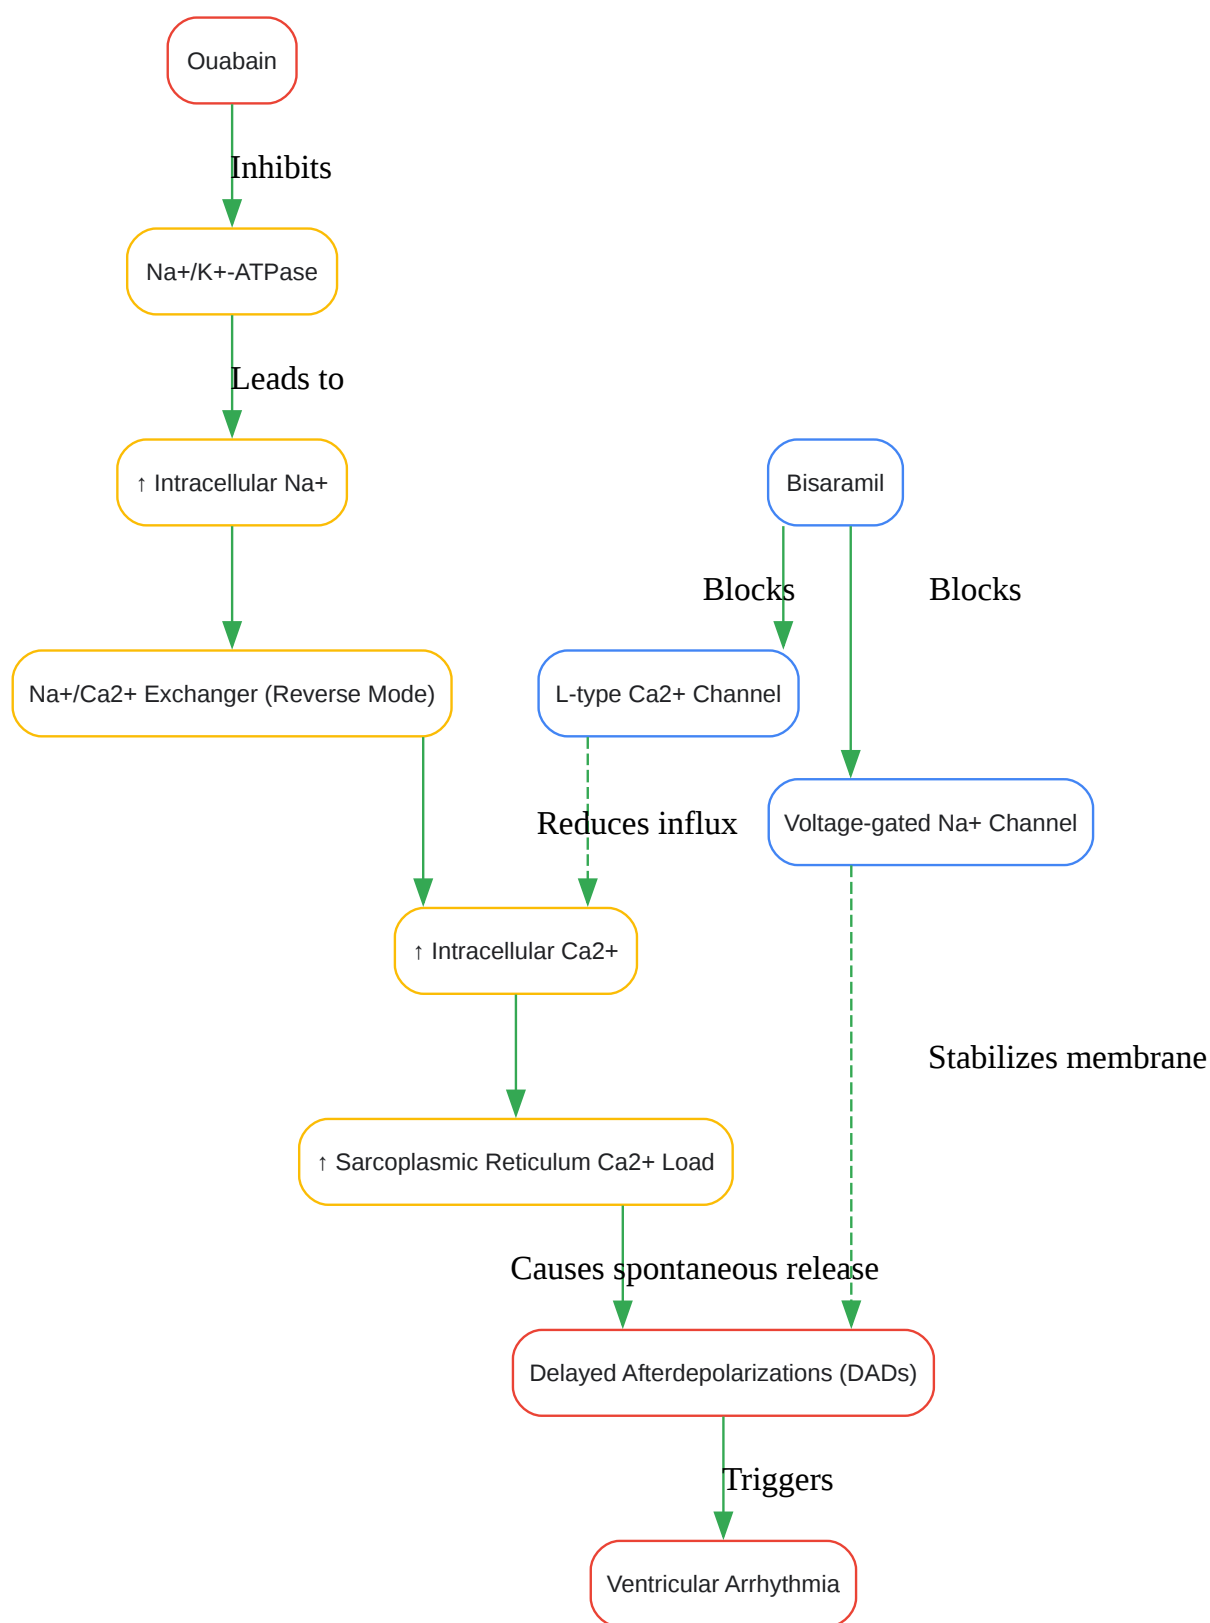 Ouabain
Inhibits
Na+/K+-ATPase
Leads to
↑ Intracellular Na+
Bisaramil
Blocks
Blocks
Na+/Ca2+ Exchanger (Reverse Mode)
L-type Ca2+ Channel
Reduces influx
Voltage-gated Na+ Channel
↑ Intracellular Ca2+
Stabilizes membrane
↑ Sarcoplasmic Reticulum Ca2+ Load
Causes spontaneous release
Delayed Afterdepolarizations (DADs)
Triggers
Ventricular Arrhythmia